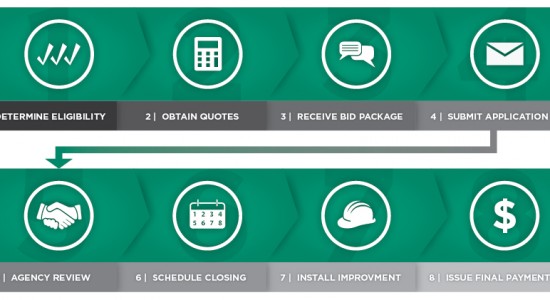 ETERMINE ELIGIBILITY
2 | OBTAIN QUOTES
3 | RECEIVE BID PACKAGE
4 | SUBMIT APPLICATION
1 2 3 4
5 6 7 8
| AGENCY REVIEW
6 | SCHEDULE CLOSING
7 | INSTALL IMPROVMENT
8 | ISSUE FINAL PAYMENT
$